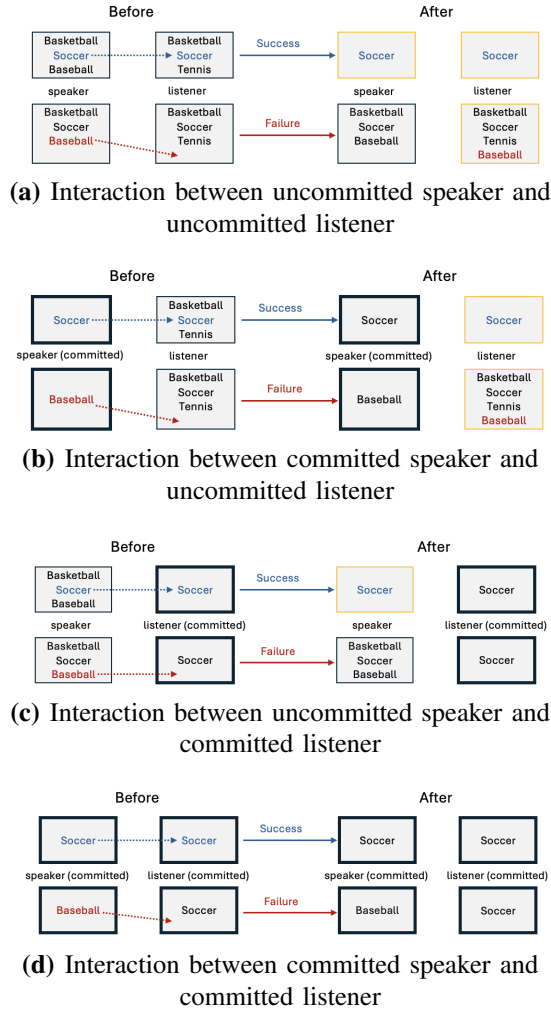 Before After
Basketball Basketball
Soccer Soccer Success Soccer Soccer
Baseball Tennis
speaker listener speaker listener
Basketball Basketball Basketball Basketball
Soccer Soccer Failure Soccer Soccer
Baseball Tennis Baseball Tennis
Baseball
(a) Interaction between uncommitted speaker and
uncommitted listener
Before After
Basketball
Soccer Soccer Success Soccer Soccer
Tennis
speaker (committed) listener speaker (committed) listener
Basketball Basketball
Baseball Soccer Failure Baseball Soccer
Tennis Tennis
Baseball
(b) Interaction between committed speaker and
uncommitted listener
Before After
Basketball
Soccer Soccer Success Soccer Soccer
Baseball
speaker listener (committed) speaker listener (committed)
Basketball Basketball
Soccer Soccer Failure Soccer Soccer
Baseball Baseball
(c) Interaction between uncommitted speaker and
committed listener
Before After
Soccer Soccer Success Soccer Soccer
speaker (committed) listener (committed) speaker (committed) listener (committed)
Baseball Soccer Failure Baseball Soccer
(d) Interaction between committed speaker and
committed listener